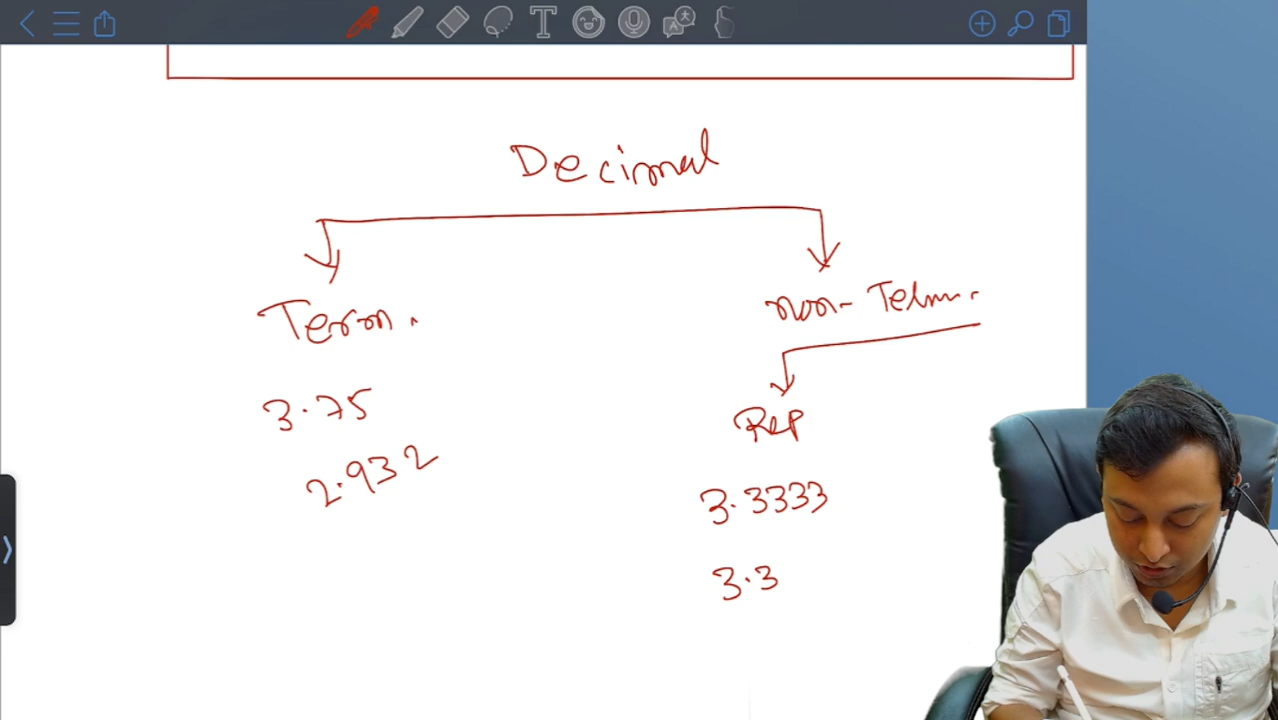 Decimal
Term.
non-Term.
3.75
Rep
2.932
3.3333
3.3